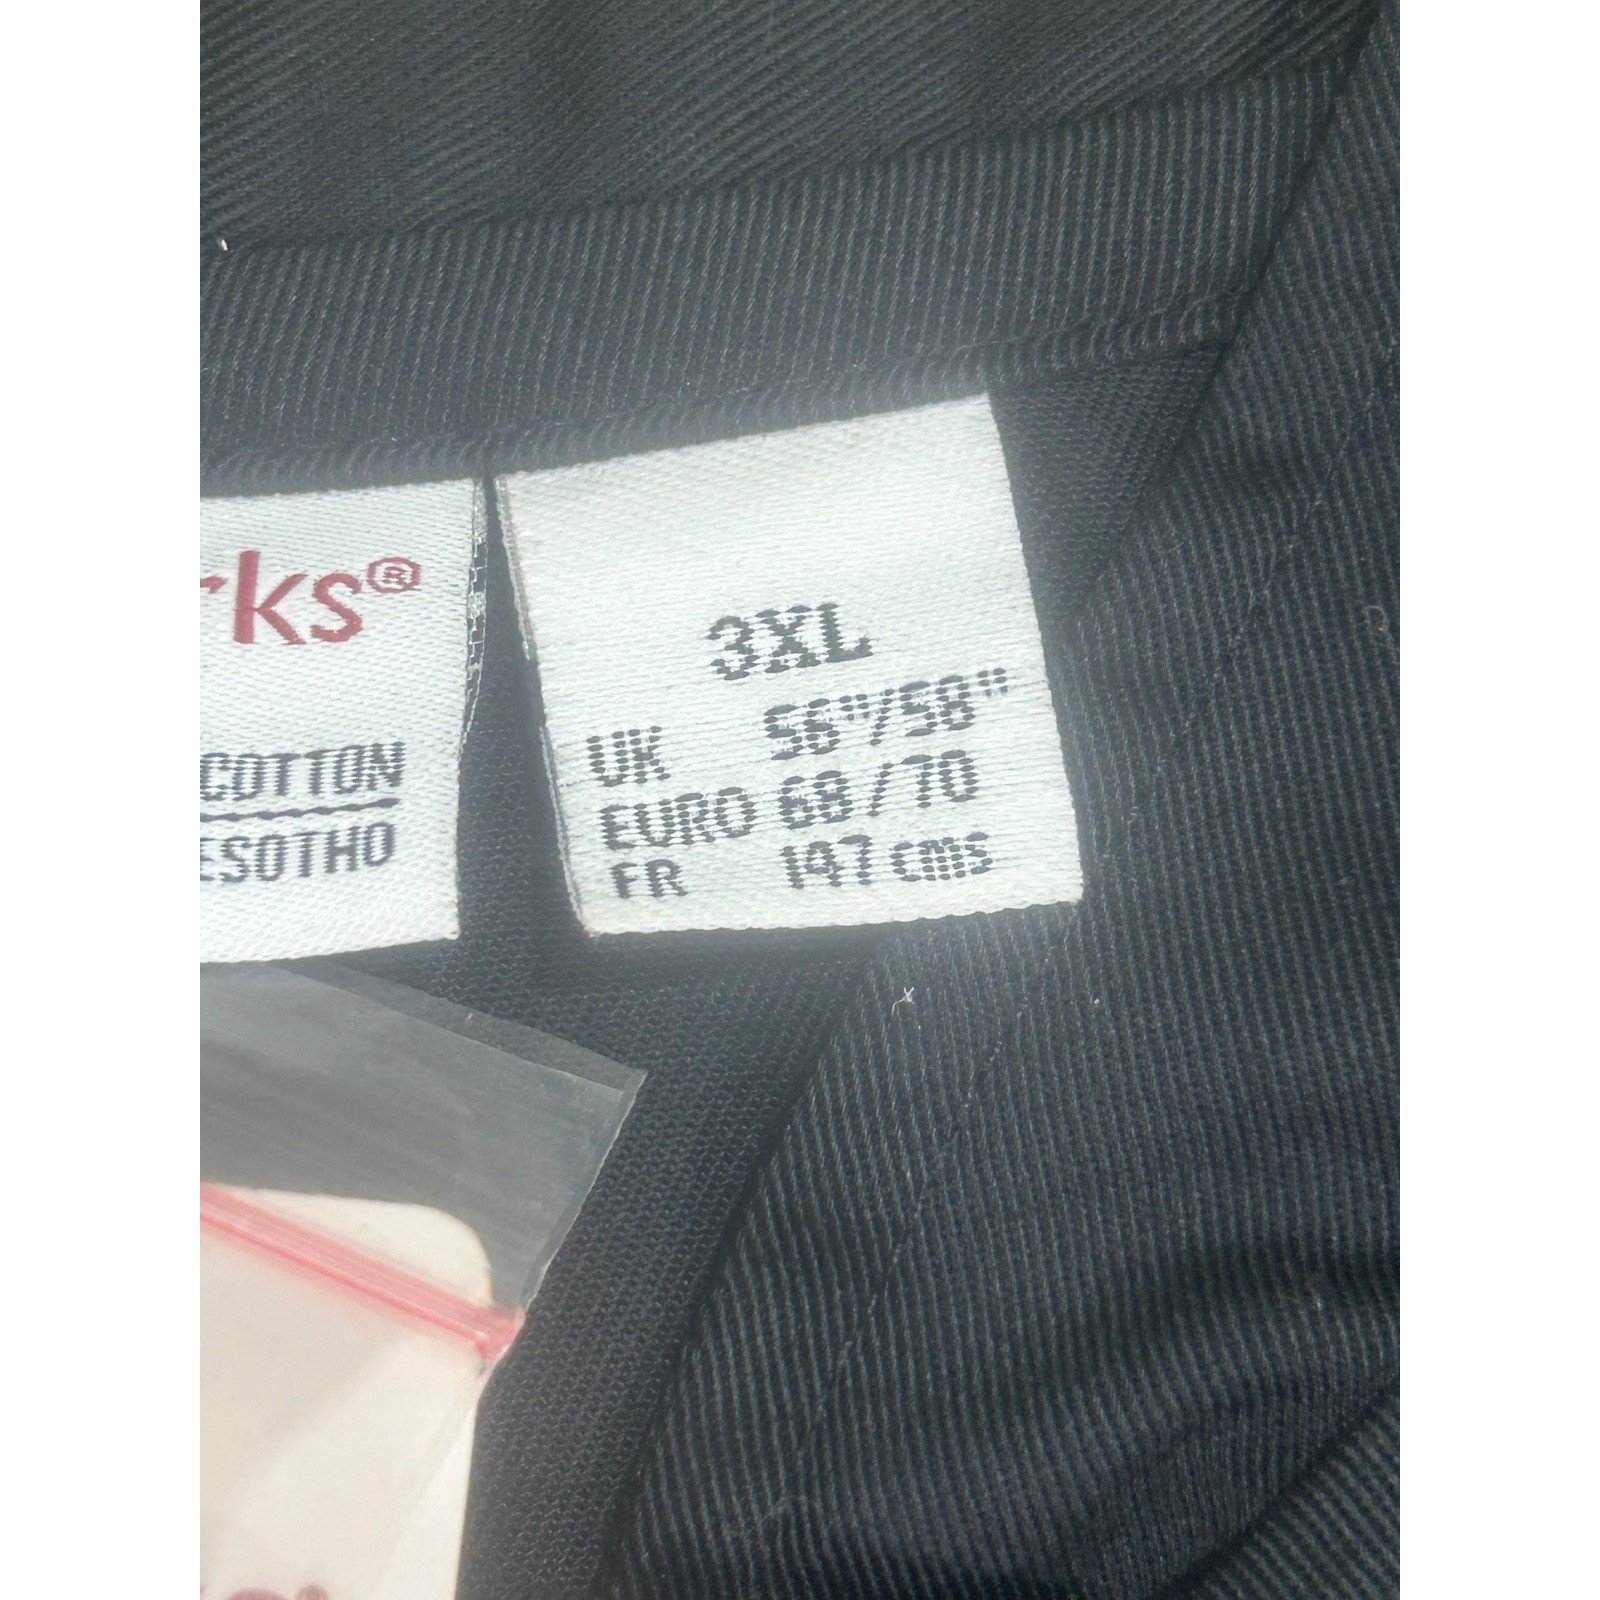 rks®
COTTON
ESOTHO
3XL
UK 56"/58"
EURO 68/70
FR 147 cms